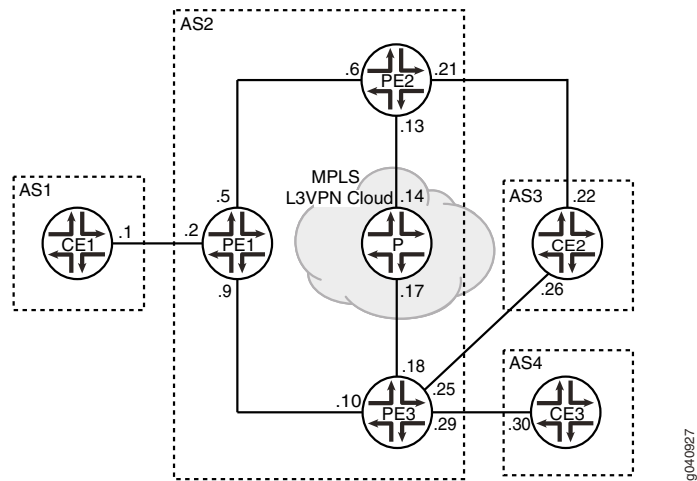 AS2
.6
PE2
.21
.13
MPLS
L3VPN Cloud
.14
AS1
AS3
.5
.22
CE1
.1
.2
PE1
P
CE2
.9
.17
.26
.18
AS4
.25
.10
PE3
.29
.30
CE3
g040927